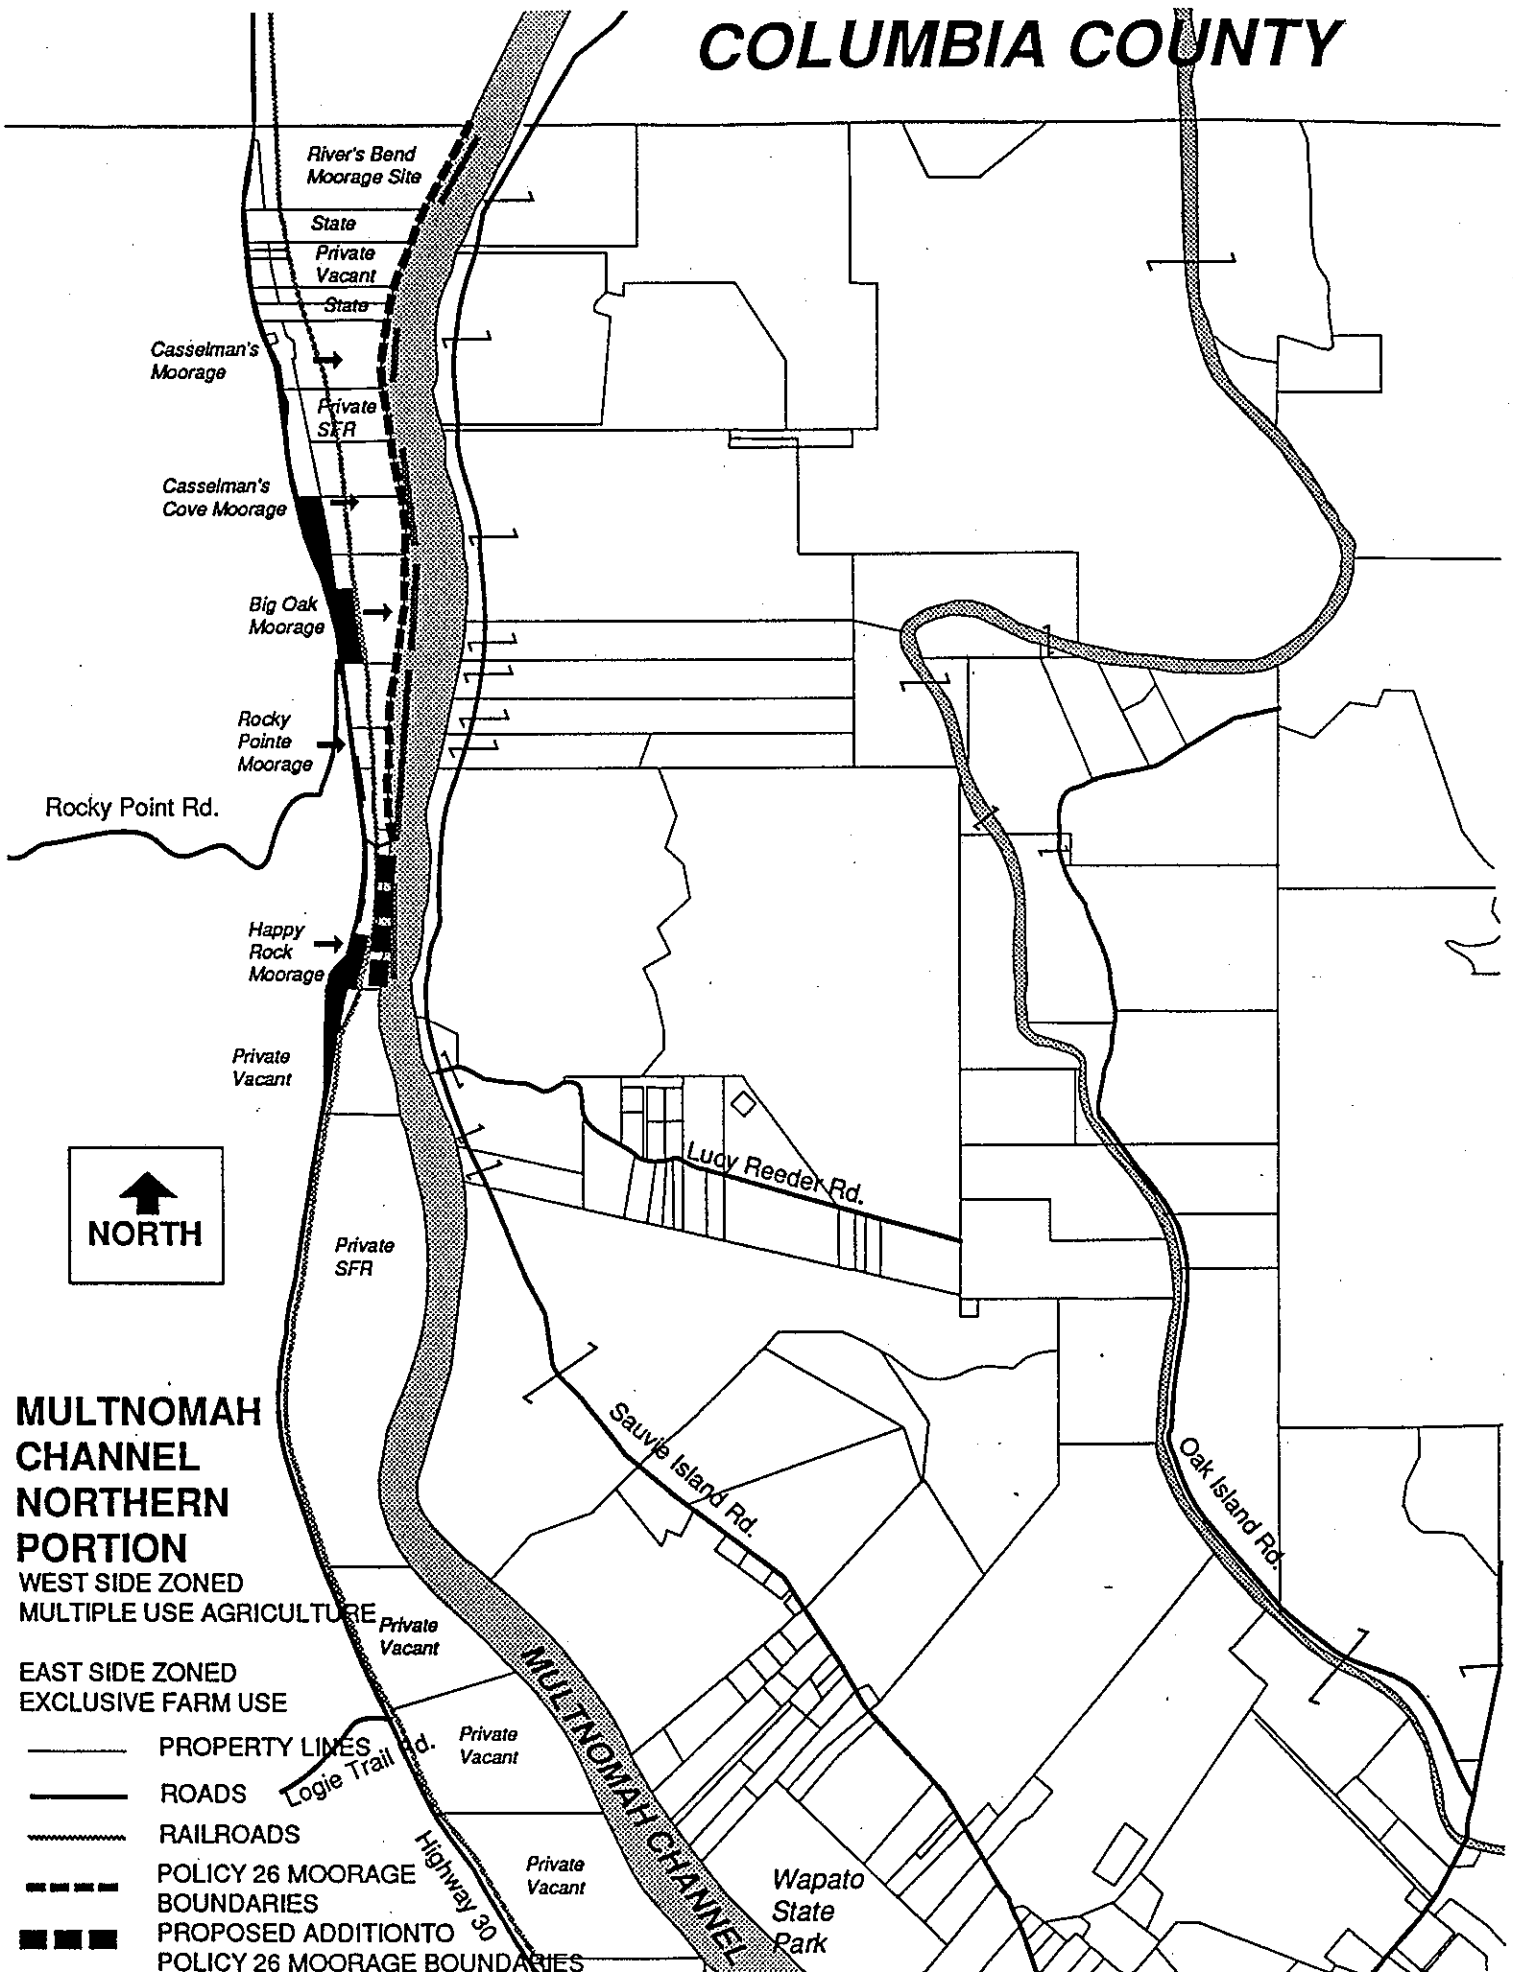 COLUMBIA COUNTY
River's Bend
Moorage Site
State
Private
Vacant
State
Casselman's
Moorage
Private
SFR
Casselman's
Cove Moorage
Big Oak
Moorage
Rocky
Pointe
Moorage
Rocky Point Rd.
Happy
Rock
Moorage
Private
Vacant
Lucy Reeder Rd.
NORTH
Private
SFR
MULTNOMAH
CHANNEL
NORTHERN
PORTION
WEST SIDE ZONED
MULTIPLE USE AGRICULTURE
EAST SIDE ZONED
EXCLUSIVE FARM USE
PROPERTY LINES
ROADS
RAILROADS
POLICY 26 MOORAGE
BOUNDARIES
PROPOSED ADDITIONTO
POLICY 26 MOORAGE BOUNDARIES
Sauvie Island Rd.
Oak Island Rd.
Private
Vacant
Private
Vacant
Logie Trail Rd.
Highway 30
Private
Vacant
MULTNOMAH CHANNEL
Wapato
State
Park